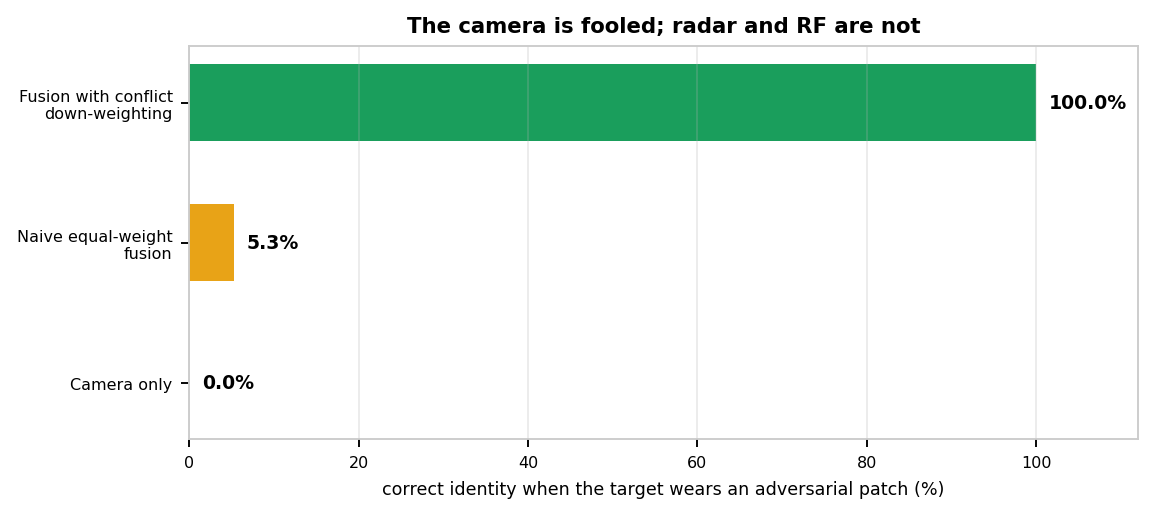 The camera is fooled; radar and RF are not
Fusion with conflict
down-weighting
100.0%
Naive equal-weight
fusion
5.3%
Camera only
0.0%
0 20 40 60 80 100
correct identity when the target wears an adversarial patch (%)